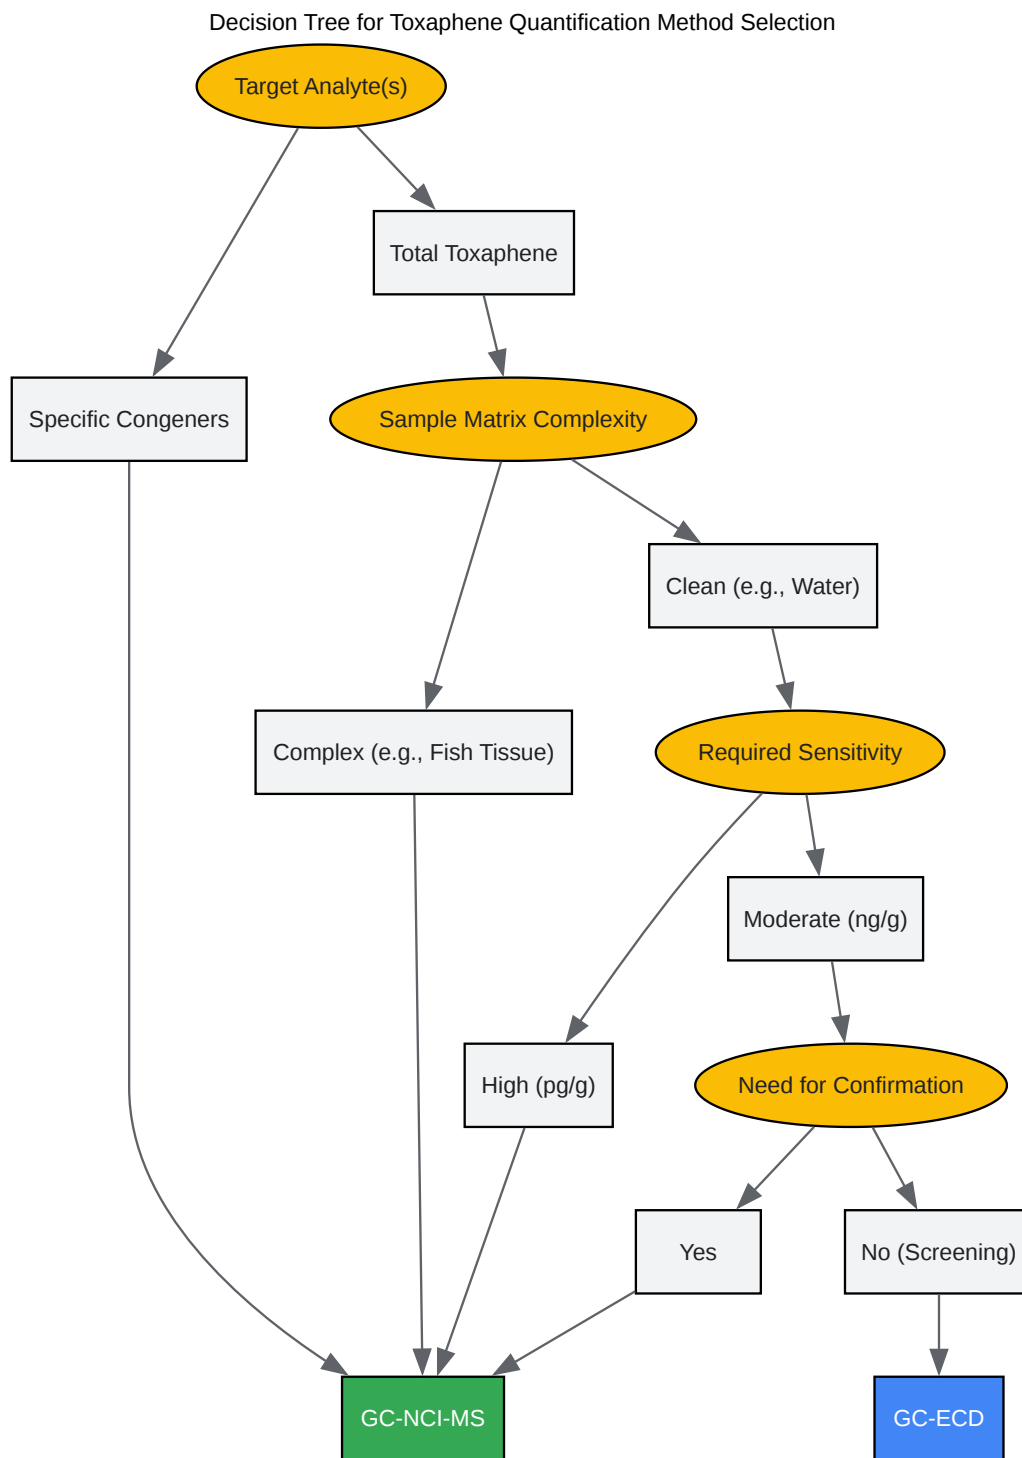 Decision Tree for Toxaphene Quantification Method Selection
Target Analyte(s)
Total Toxaphene
Specific Congeners
Sample Matrix Complexity
Clean (e.g., Water)
Complex (e.g., Fish Tissue)
Required Sensitivity
Moderate (ng/g)
High (pg/g)
Need for Confirmation
Yes
No (Screening)
GC-NCI-MS
GC-ECD